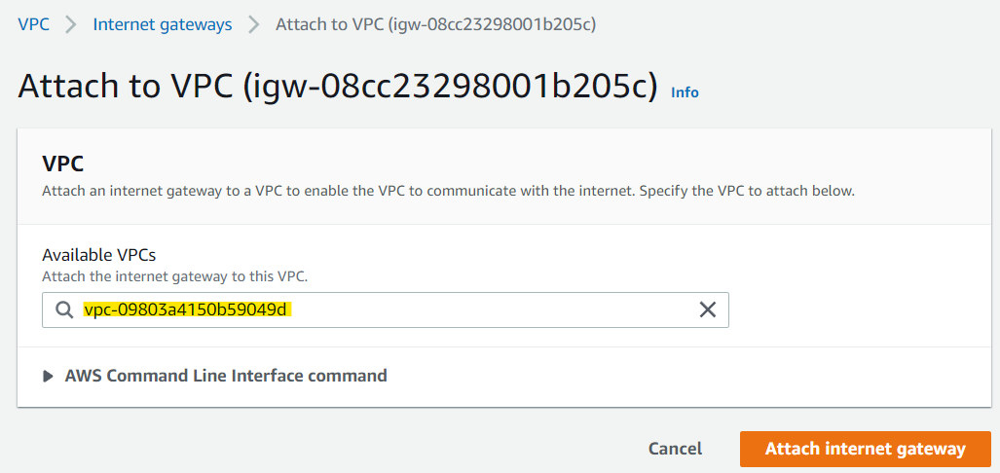 VPC > Internet gateways > Attach to VPC (igw-08cc23298001b205c)
Attach to VPC (igw-08cc23298001b205c) Info
VPC
Attach an internet gateway to a VPC to enable the VPC to communicate with the internet. Specify the VPC to attach below.
Available VPCs
Attach the internet gateway to this VPC.
vpc-09803a4150b59049d
AWS Command Line Interface command
Cancel Attach internet gateway